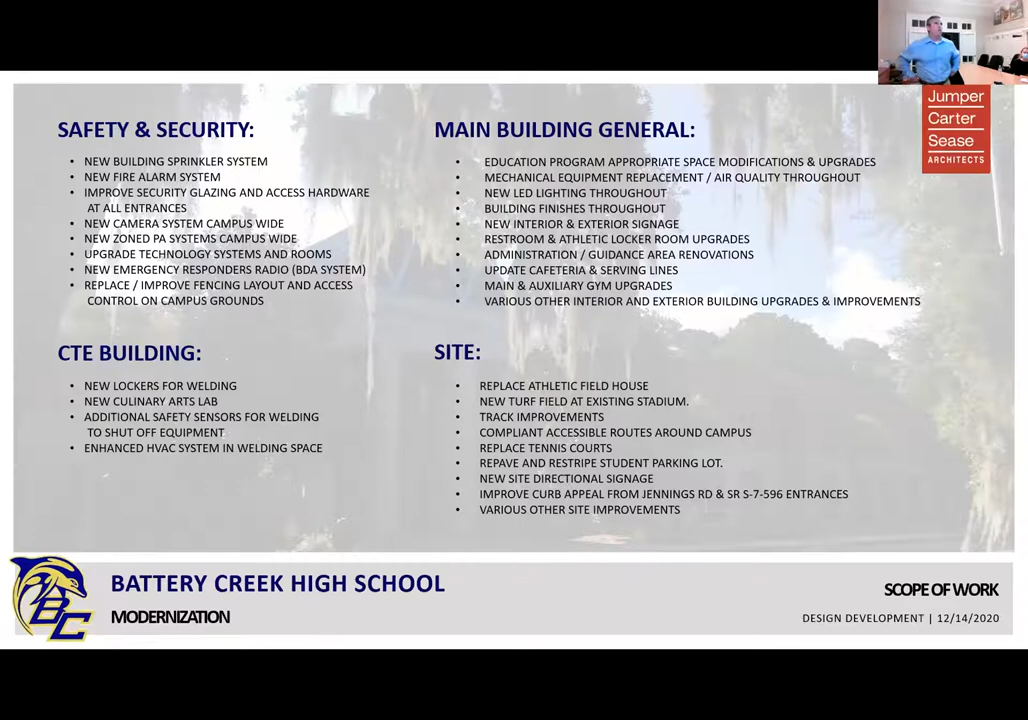 Jumper
Carter
Sease
ARCHITECTS
SAFETY & SECURITY:
• NEW BUILDING SPRINKLER SYSTEM
• NEW FIRE ALARM SYSTEM
• IMPROVE SECURITY GLAZING AND ACCESS HARDWARE
AT ALL ENTRANCES
• NEW CAMERA SYSTEM CAMPUS WIDE
• NEW ZONED PA SYSTEMS CAMPUS WIDE
• UPGRADE TECHNOLOGY SYSTEMS AND ROOMS
• NEW EMERGENCY RESPONDERS RADIO (BDA SYSTEM)
• REPLACE / IMPROVE FENCING LAYOUT AND ACCESS
CONTROL ON CAMPUS GROUNDS
MAIN BUILDING GENERAL:
• EDUCATION PROGRAM APPROPRIATE SPACE MODIFICATIONS & UPGRADES
• MECHANICAL EQUIPMENT REPLACEMENT / AIR QUALITY THROUGHOUT
• NEW LED LIGHTING THROUGHOUT
• BUILDING FINISHES THROUGHOUT
• NEW INTERIOR & EXTERIOR SIGNAGE
• RESTROOM & ATHLETIC LOCKER ROOM UPGRADES
• ADMINISTRATION / GUIDANCE AREA RENOVATIONS
• UPDATE CAFETERIA & SERVING LINES
• MAIN & AUXILIARY GYM UPGRADES
• VARIOUS OTHER INTERIOR AND EXTERIOR BUILDING UPGRADES & IMPROVEMENTS
CTE BUILDING:
• NEW LOCKERS FOR WELDING
• NEW CULINARY ARTS LAB
• ADDITIONAL SAFETY SENSORS FOR WELDING
TO SHUT OFF EQUIPMENT
• ENHANCED HVAC SYSTEM IN WELDING SPACE
SITE:
• REPLACE ATHLETIC FIELD HOUSE
• NEW TURF FIELD AT EXISTING STADIUM.
• TRACK IMPROVEMENTS
• COMPLIANT ACCESSIBLE ROUTES AROUND CAMPUS
• REPLACE TENNIS COURTS
• REPAVE AND RESTRIPE STUDENT PARKING LOT.
• NEW SITE DIRECTIONAL SIGNAGE
• IMPROVE CURB APPEAL FROM JENNINGS RD & SR S-7-596 ENTRANCES
• VARIOUS OTHER SITE IMPROVEMENTS
BC
BATTERY CREEK HIGH SCHOOL
MODERNIZATION
SCOPE OF WORK
DESIGN DEVELOPMENT | 12/14/2020